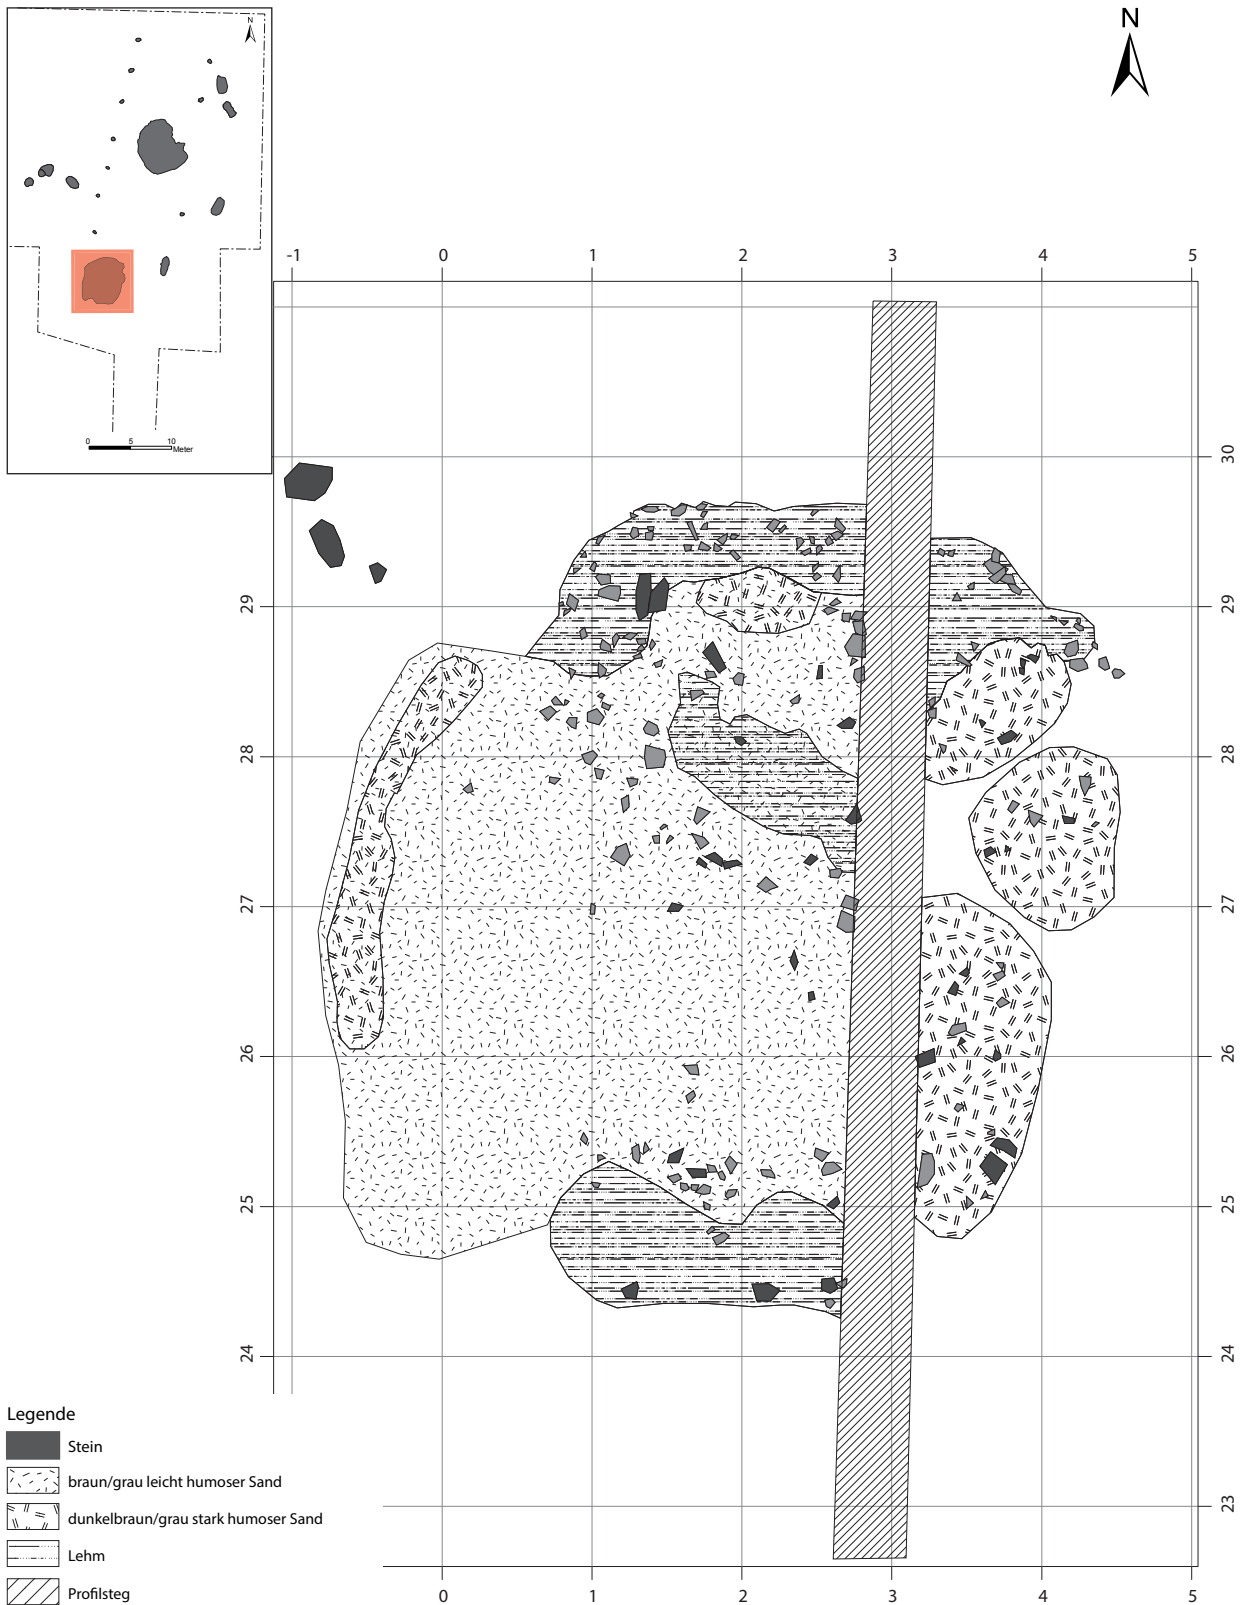 N
0 5 10
Meter
N
-1 0 1 2 3 4 5
30
30
29
29
28
28
27
27
26
26
25
25
24
24
23
Legende
Stein
braun/grau leicht humoser Sand
dunkelbraun/grau stark humoser Sand
Lehm
Profilsteg
0 1 2 3 4 5